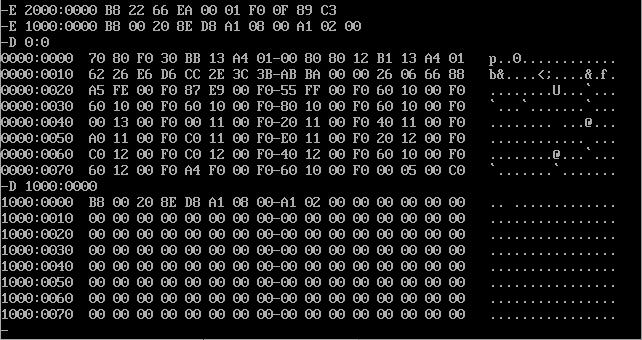 -E 2000:0000 B8 22 66 EA 00 01 F0 0F 89 C3
-E 1000:0000 B8 00 20 8E D8 A1 08 00 A1 02 00
-D 0:0
0000:0000 70 80 F0 30 BB 13 A4 01-00 80 80 12 B1 13 A4 01 p..0............
0000:0010 62 26 E6 D6 CC 2E 3C 3B-AB BA 00 00 26 06 66 88 b&....<;....&.f.
0000:0020 A5 FE 00 F0 87 E9 00 F0-55 FF 00 F0 60 10 00 F0 ........U...`...
0000:0030 60 10 00 F0 60 10 00 F0-80 10 00 F0 60 10 00 F0 `...`.......`...
0000:0040 00 13 00 F0 00 11 00 F0-20 11 00 F0 40 11 00 F0 ........ ...@...
0000:0050 A0 11 00 F0 C0 11 00 F0-E0 11 00 F0 20 12 00 F0 ............ ...
0000:0060 C0 12 00 F0 C0 12 00 F0-40 12 00 F0 60 10 00 F0 ........@...`...
0000:0070 60 12 00 F0 A4 F0 00 F0-60 10 00 F0 00 05 00 C0 `.......`.......
-D 1000:0000
1000:0000 B8 00 20 8E D8 A1 08 00-A1 02 00 00 00 00 00 00 .. .............
1000:0010 00 00 00 00 00 00 00 00-00 00 00 00 00 00 00 00 ................
1000:0020 00 00 00 00 00 00 00 00-00 00 00 00 00 00 00 00 ................
1000:0030 00 00 00 00 00 00 00 00-00 00 00 00 00 00 00 00 ................
1000:0040 00 00 00 00 00 00 00 00-00 00 00 00 00 00 00 00 ................
1000:0050 00 00 00 00 00 00 00 00-00 00 00 00 00 00 00 00 ................
1000:0060 00 00 00 00 00 00 00 00-00 00 00 00 00 00 00 00 ................
1000:0070 00 00 00 00 00 00 00 00-00 00 00 00 00 00 00 00 ................
-